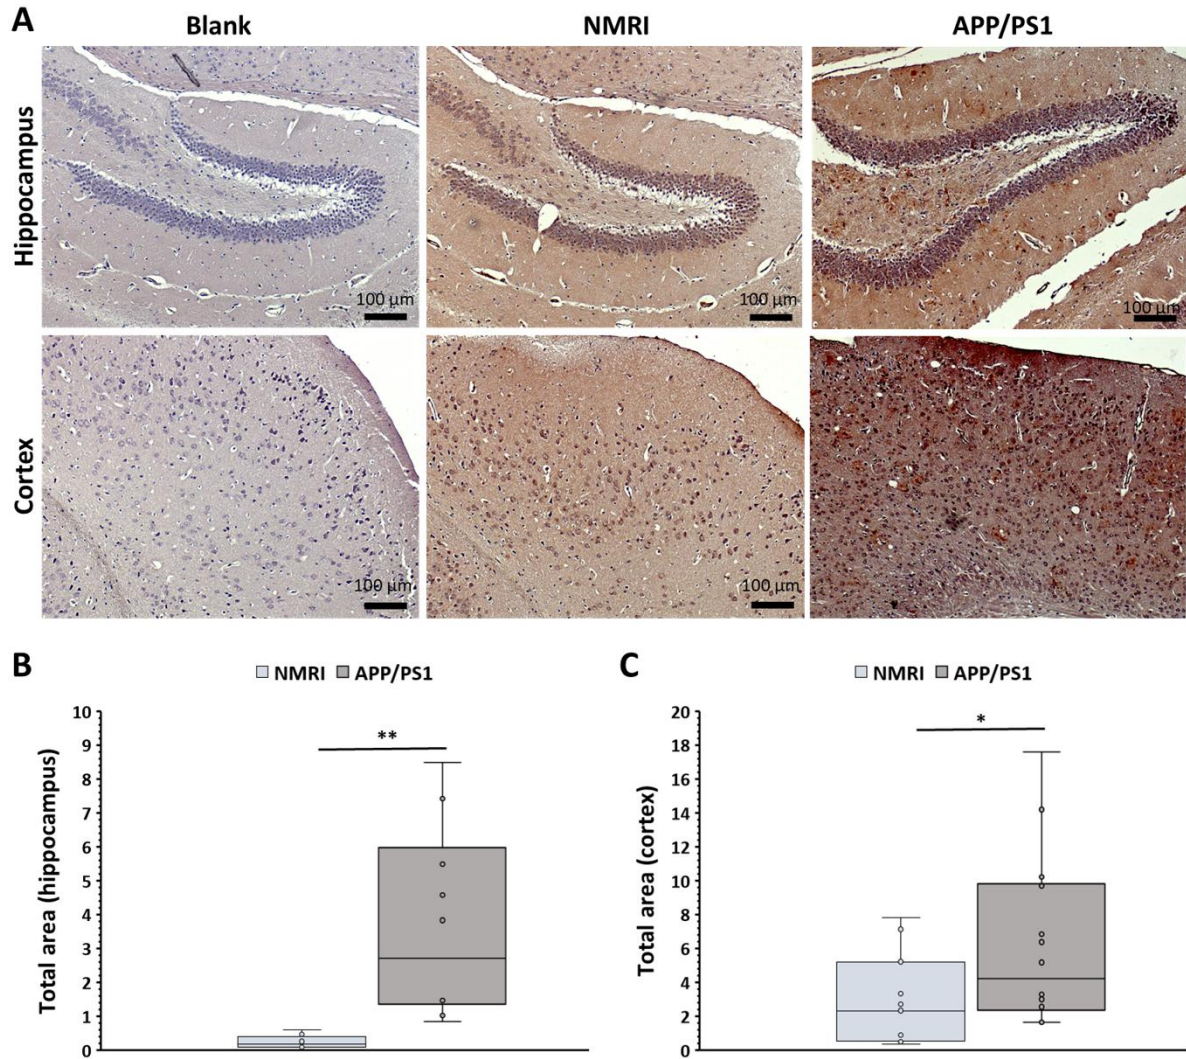 A
Blank
NMRI
APP/PS1
Hippocampus
100 µm
100 µm
100 µm
Cortex
100 µm
100 µm
B
NMRI
APP/PS1
Total area (hippocampus)
10
9
8
7
6
5
4
3
2
1
0
**
C
NMRI
APP/PS1
Total area (cortex)
20
18
16
14
12
10
8
6
4
2
0
*